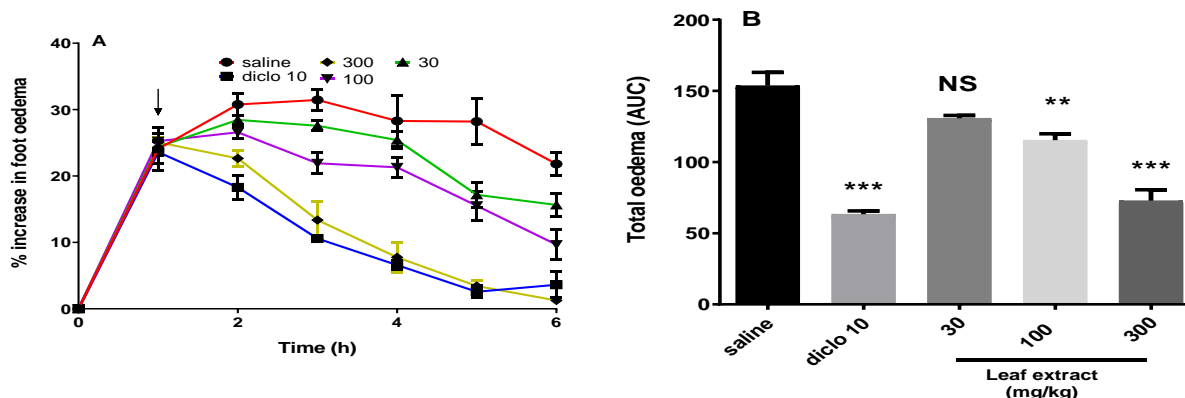 A
saline
300
30
diclo 10
100
% increase in foot oedema
40
30
20
10
0
0
2
4
6
Time (h)
B
Total oedema (AUC)
200
150
100
50
0
***
NS
**
***
saline
diclo 10
30
100
300
Leaf extract
(mg/kg)